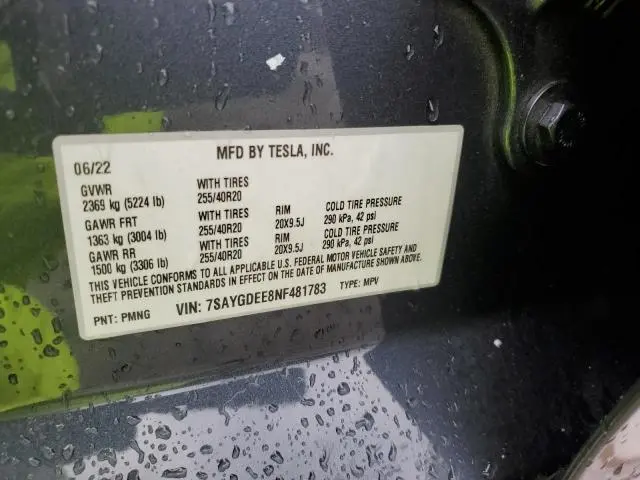 06/22 MFD BY TESLA, INC.
GVWR WITH TIRES
2369 kg (5224 lb) 255/40R20
GAWR FRT WITH TIRES RIM COLD TIRE PRESSURE
1363 kg (3004 lb) 255/40R20 20X9.5J 290 kPa, 42 psi
GAWR RR WITH TIRES RIM COLD TIRE PRESSURE
1500 kg (3306 lb) 255/40R20 20X9.5J 290 kPa, 42 psi
THIS VEHICLE CONFORMS TO ALL APPLICABLE U.S. FEDERAL MOTOR VEHICLE SAFETY AND
THEFT PREVENTION STANDARDS IN EFFECT ON THE DATE OF MANUFACTURE SHOWN ABOVE.
PNT: PMNG VIN: 7SAYGDEE8NF481783 TYPE: MPV